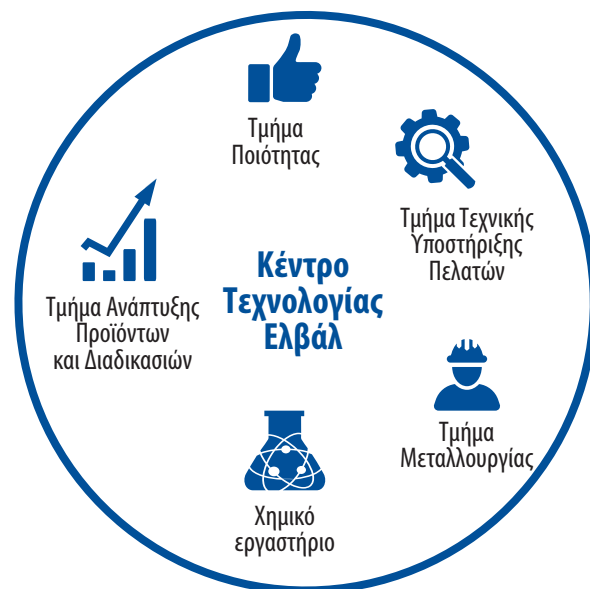 Τμήμα
Ποιότητας
Τμήμα Τεχνικής
Υποστήριξης
Πελατών
Κέντρο
Τεχνολογίας
Ελβάλ
Τμήμα Ανάπτυξης
Προϊόντων
και Διαδικασιών
Τμήμα
Μεταλλουργίας
Χημικό
εργαστήριο